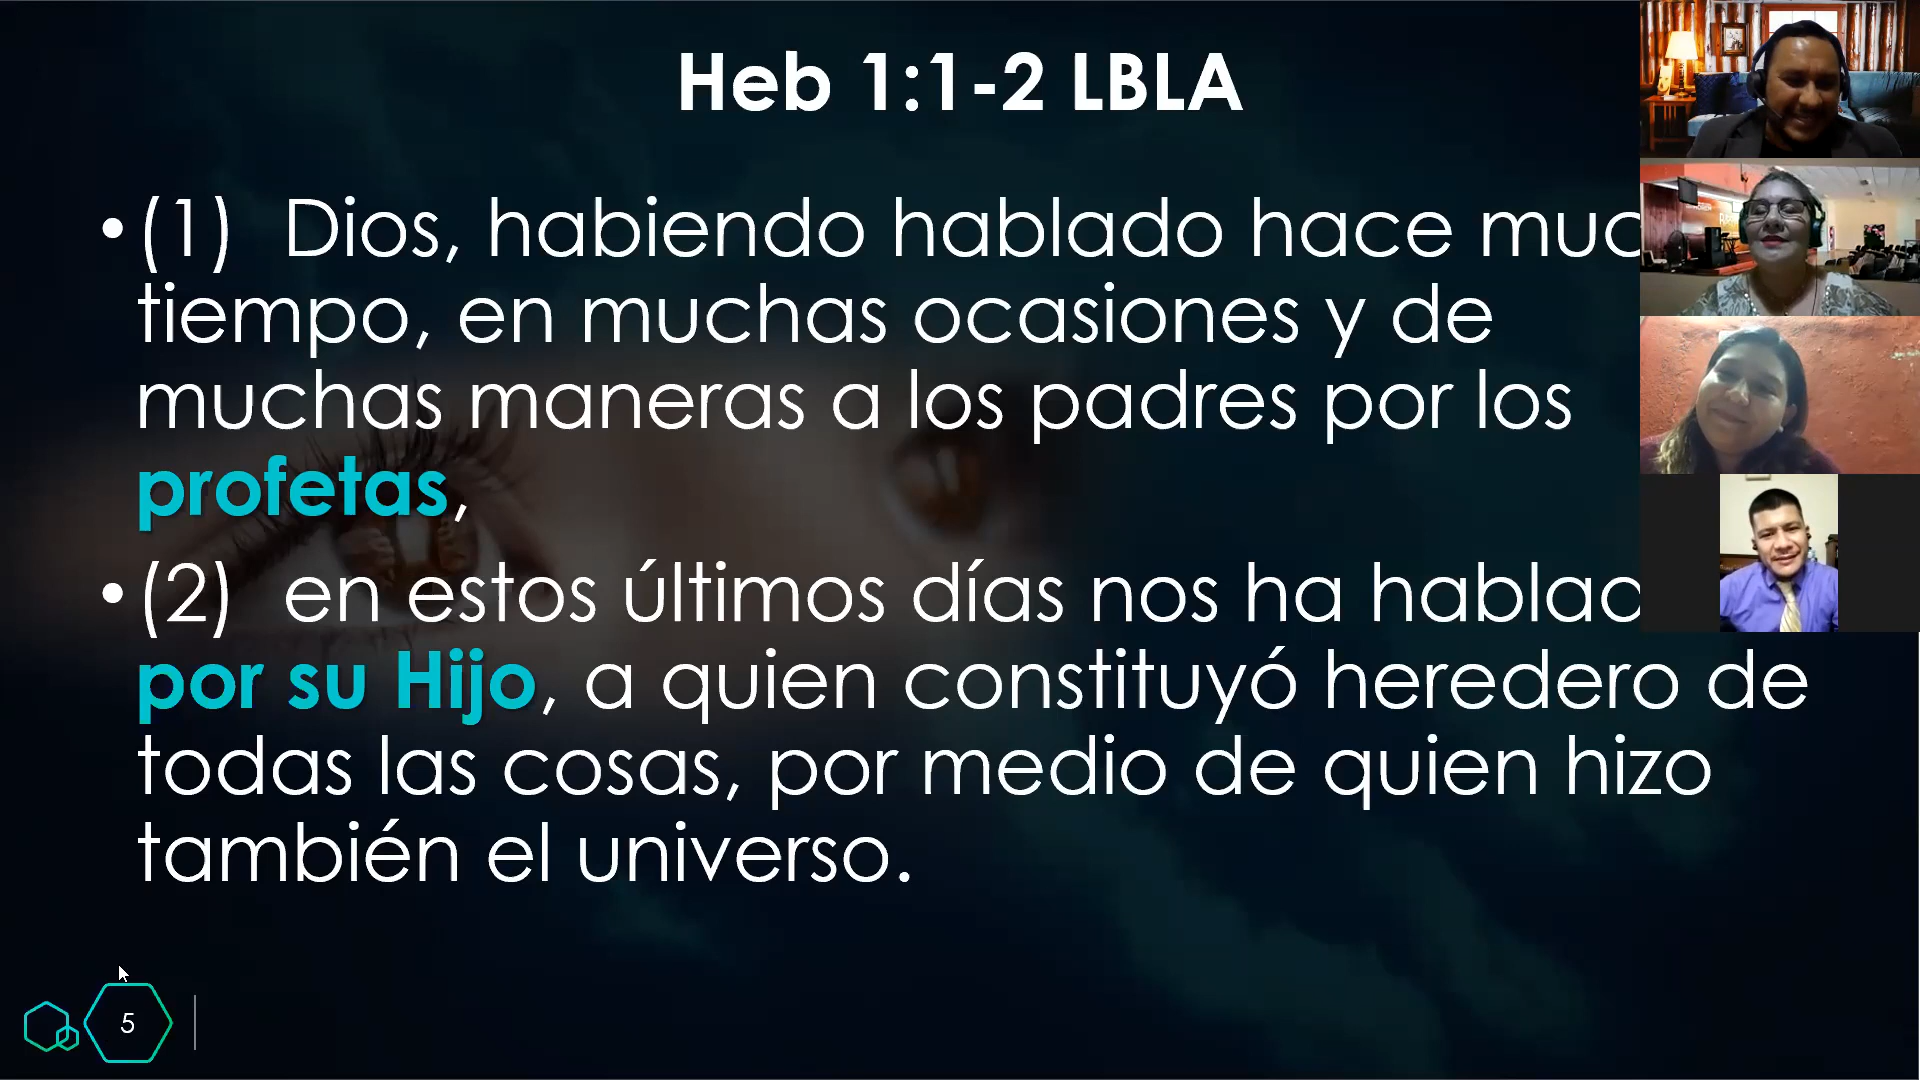 Heb 1:1-2 LBLA
• (1) Dios, habiendo hablado hace muc
tiempo, en muchas ocasiones y de
muchas maneras a los padres por los
profetas,
• (2) en estos últimos días nos ha hablad
por su Hijo, a quien constituyó heredero de
todas las cosas, por medio de quien hizo
también el universo.
5